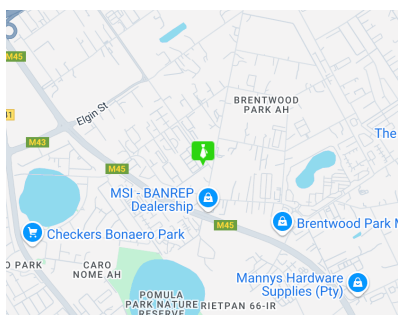 M45
BRENTWOOD
PARK AH
Elgin St
41
M43
The
M45
MSI - BANREP
Dealership
M45
Brentwood Park M
Checkers Bonaero Park
O PARK
CARO
NOME AH
Mannys Hardware
Supplies (Pty)
POMULA
PARK NATURE
RESERVE
RIETPAN 66-IR